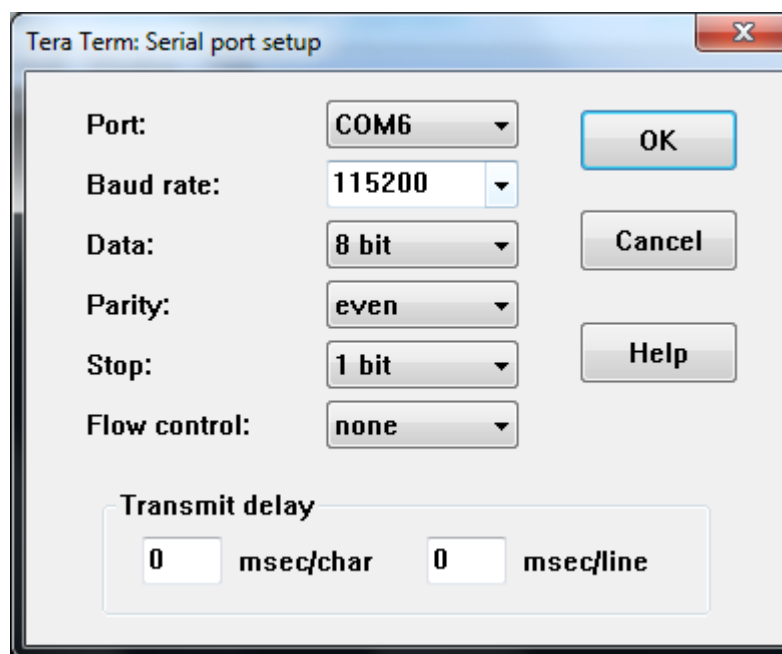 Tera Term: Serial port setup
Port: COM6 OK
Baud rate: 115200
Data: 8 bit Cancel
Parity: even
Stop: 1 bit Help
Flow control: none
Transmit delay
0 msec/char 0 msec/line